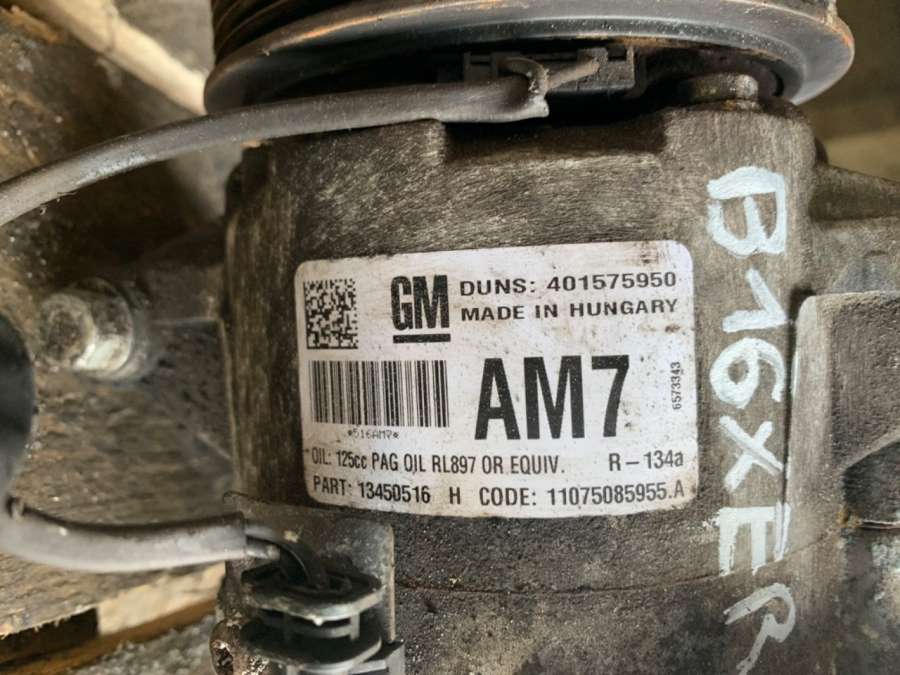 GM
DUNS: 401575950
MADE IN HUNGARY
AM7
6573343
*516AM7*
OIL: 125cc PAG OIL RL897 OR EQUIV. R-134a
PART: 13450516 H CODE: 11075085955.A
B16XER